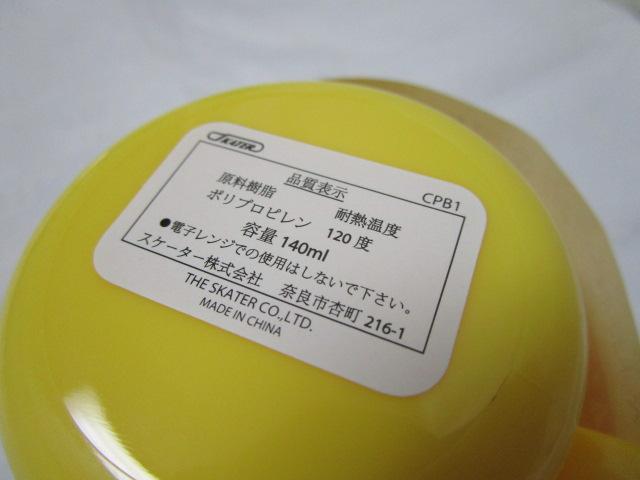 SKATER
品質表示 CPB1
原料樹脂 耐熱温度
ポリプロピレン 120度
容量 140ml
●電子レンジでの使用はしないで下さい。
スケーター株式会社 奈良市杏町 216-1
THE SKATER CO.,LTD.
MADE IN CHINA